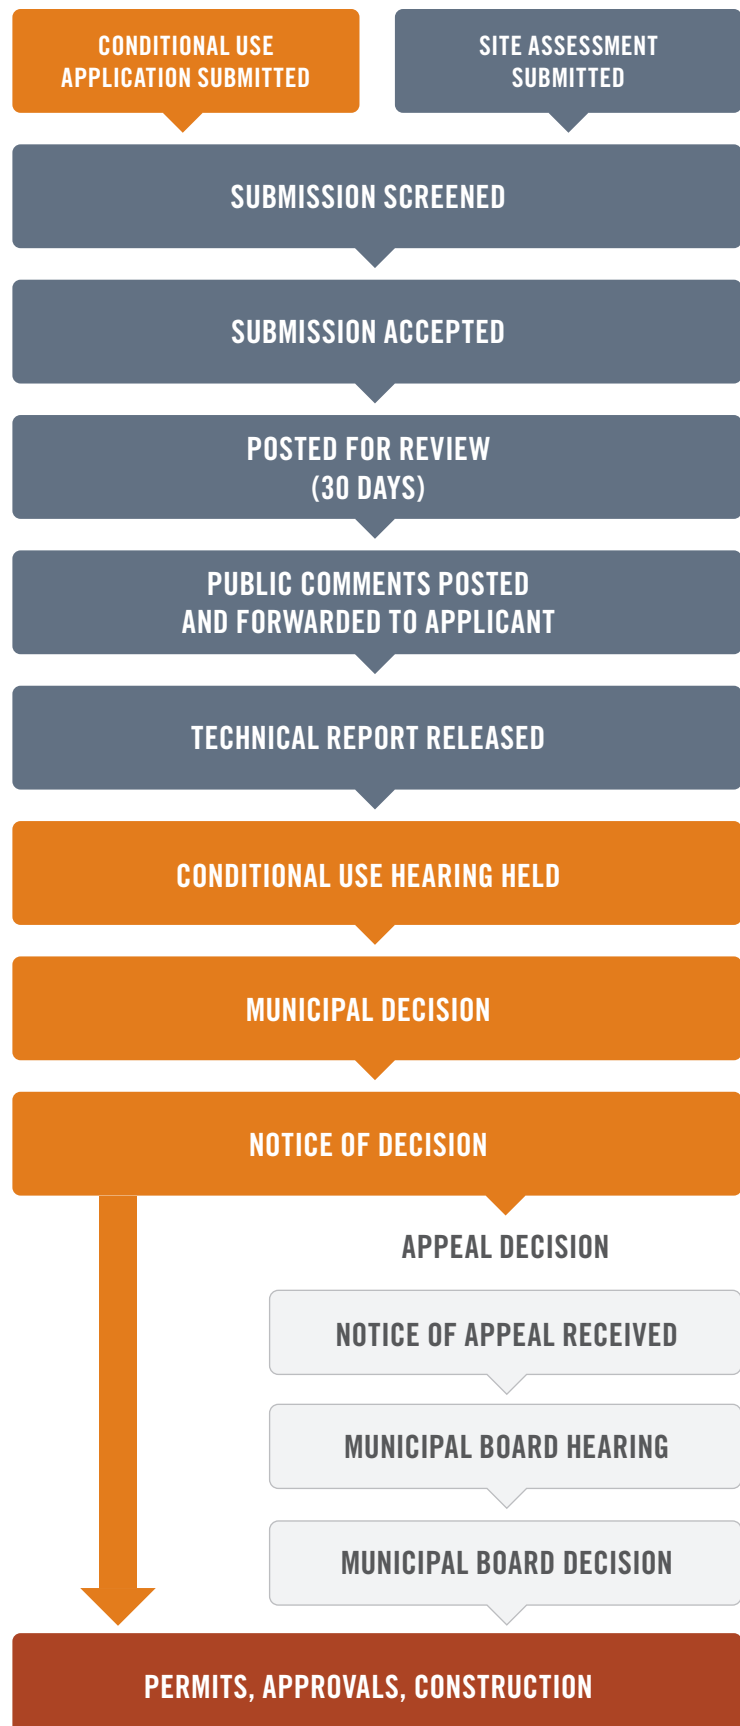 CONDITIONAL USE
APPLICATION SUBMITTED
SITE ASSESSMENT
SUBMITTED
SUBMISSION SCREENED
SUBMISSION ACCEPTED
POSTED FOR REVIEW
(30 DAYS)
PUBLIC COMMENTS POSTED
AND FORWARDED TO APPLICANT
TECHNICAL REPORT RELEASED
CONDITIONAL USE HEARING HELD
MUNICIPAL DECISION
NOTICE OF DECISION
APPEAL DECISION
NOTICE OF APPEAL RECEIVED
MUNICIPAL BOARD HEARING
MUNICIPAL BOARD DECISION
PERMITS, APPROVALS, CONSTRUCTION